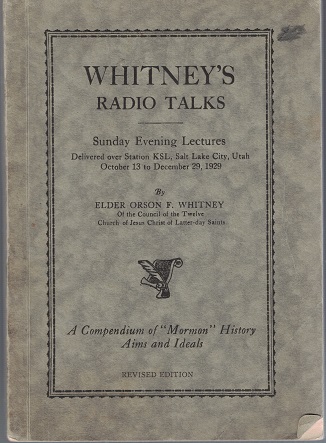 WHITNEY'S
RADIO TALKS
Sunday Evening Lectures
Delivered over Station KSL, Salt Lake City, Utah
October 13 to December 29, 1929
By
ELDER ORSON F. WHITNEY
Of the Council of the Twelve
Church of Jesus Christ of Latter-day Saints
A Compendium of "Mormon" History
Aims and Ideals
REVISED EDITION